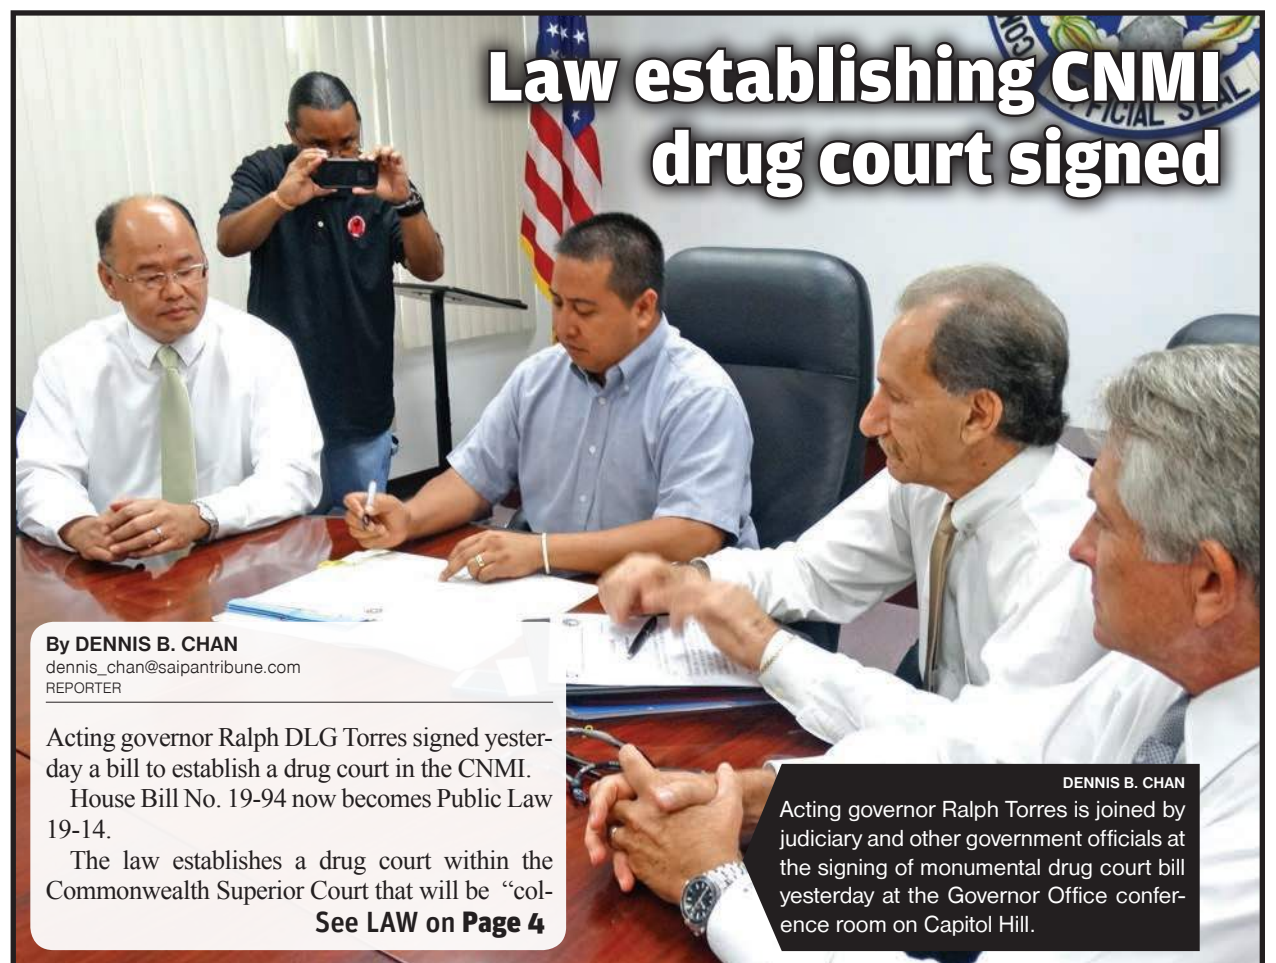 Law establishing CNMI
drug court signed
OFFICIAL SEAL
By DENNIS B. CHAN
dennis_chan@saipantribune.com
REPORTER
Acting governor Ralph DLG Torres signed yester-
day a bill to establish a drug court in the CNMI.
House Bill No. 19-94 now becomes Public Law
19-14.
The law establishes a drug court within the
Commonwealth Superior Court that will be “col-
See LAW on Page 4
DENNIS B. CHAN
Acting governor Ralph Torres is joined by
judiciary and other government officials at
the signing of monumental drug court bill
yesterday at the Governor Office confer-
ence room on Capitol Hill.